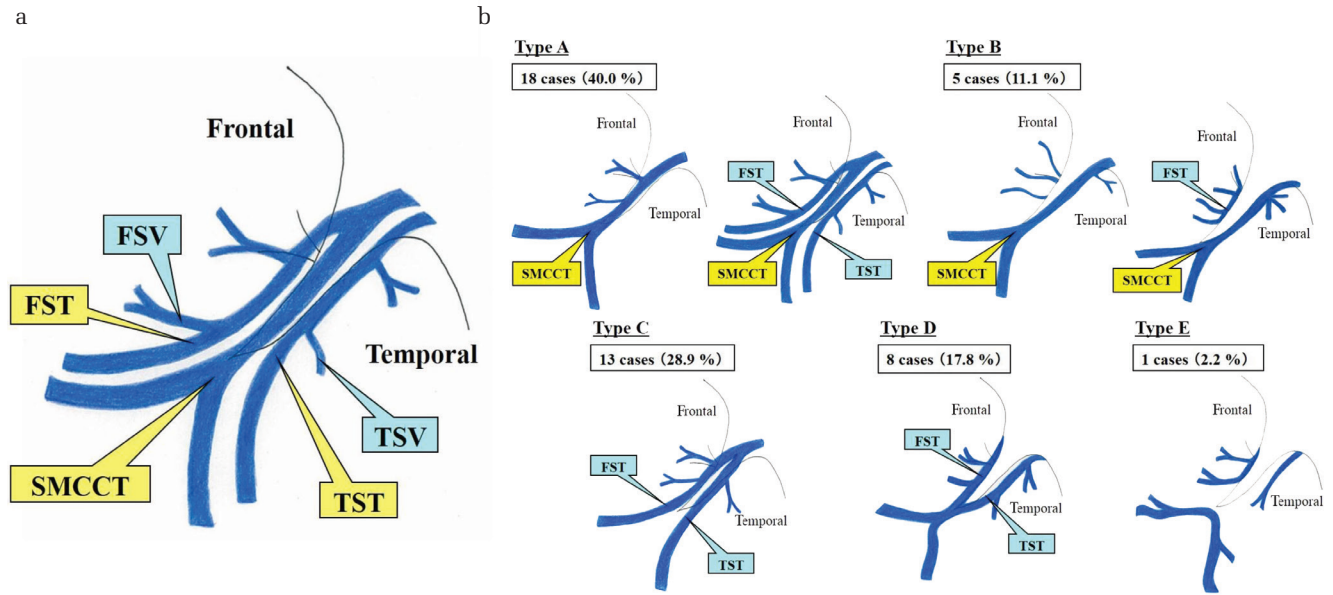 a
Frontal
FSV
FST
Temporal
TSV
SMCCT
TST
b
Type A
18 cases (40.0 %)
Frontal
Temporal
SMCCT
Frontal
FST
Temporal
SMCCT
TST
Type B
5 cases (11.1 %)
Frontal
Temporal
SMCCT
Frontal
FST
Temporal
SMCCT
Type C
13 cases (28.9 %)
Frontal
FST
Temporal
TST
Type D
8 cases (17.8 %)
Frontal
FST
Temporal
TST
Type E
1 cases (2.2 %)
Frontal
Temporal